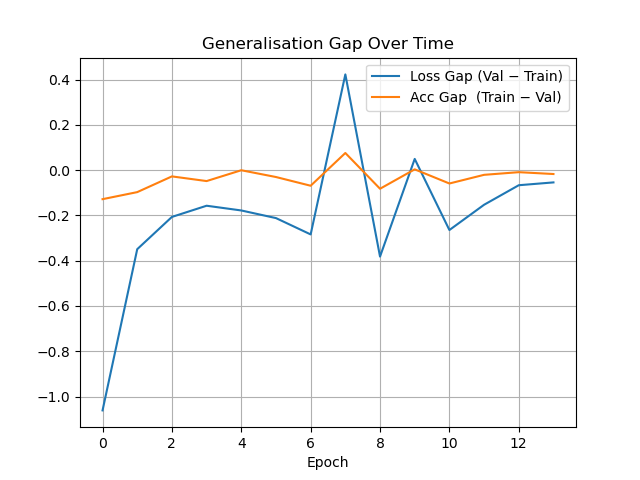 Generalisation Gap Over Time
Loss Gap (Val − Train)
Acc Gap  (Train − Val)
0.4
0.2
0.0
−0.2
−0.4
−0.6
−0.8
−1.0
0 2 4 6 8 10 12
Epoch